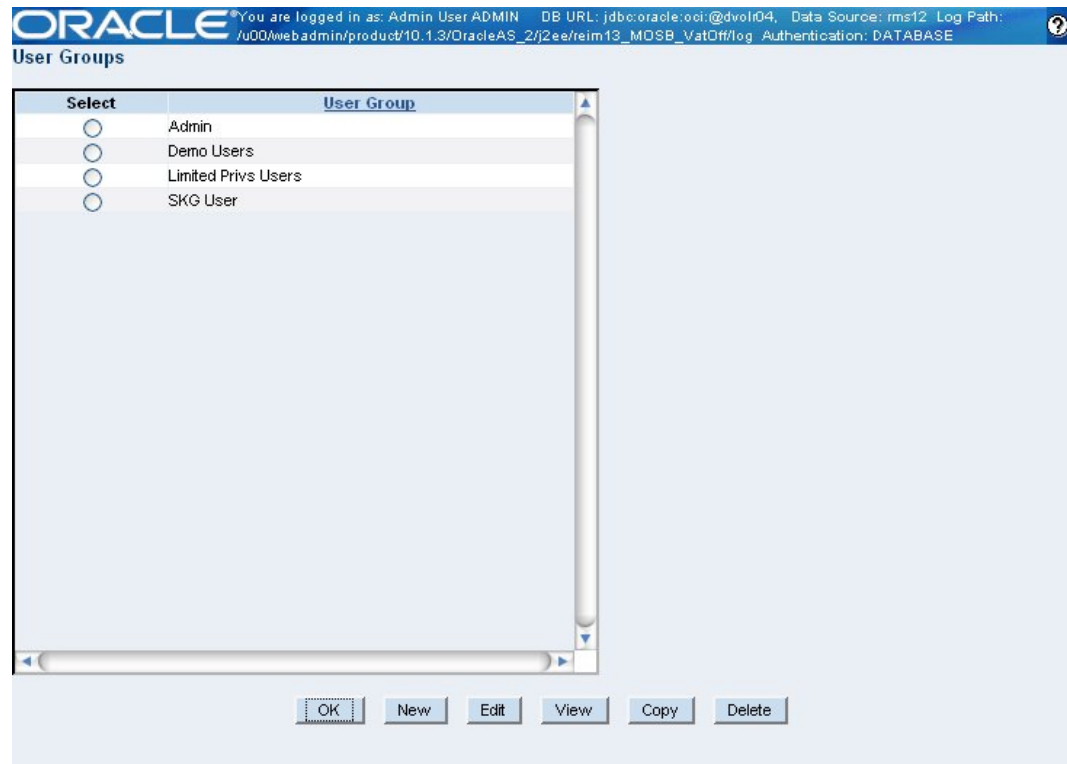 ORACLE® You are logged in as: Admin User ADMIN DB URL: jdbc:oracle:oci:@dvolr04, Data Source: rms12 Log Path:
/u00/webadmin/product/10.1.3/OracleAS_2/j2ee/reim13_MOSB_VatOff/log Authentication: DATABASE
?
User Groups
Select User Group
Admin
Demo Users
Limited Privs Users
SKG User
OK New Edit View Copy Delete